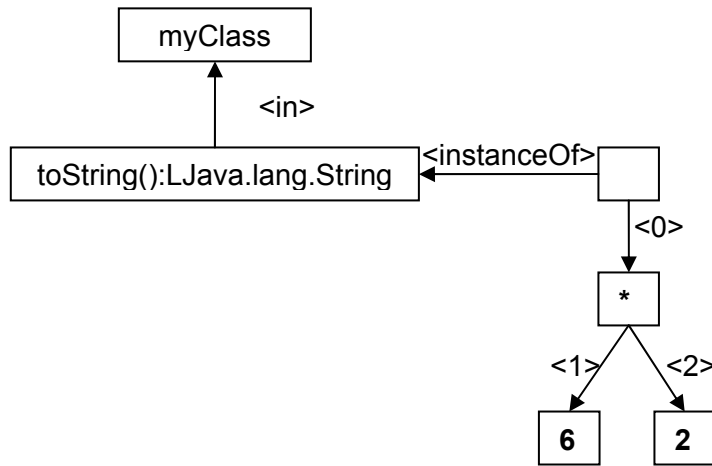 myClass
<in>
toString():LJava.lang.String
<instanceOf>
<0>
*
<1>
<2>
6
2